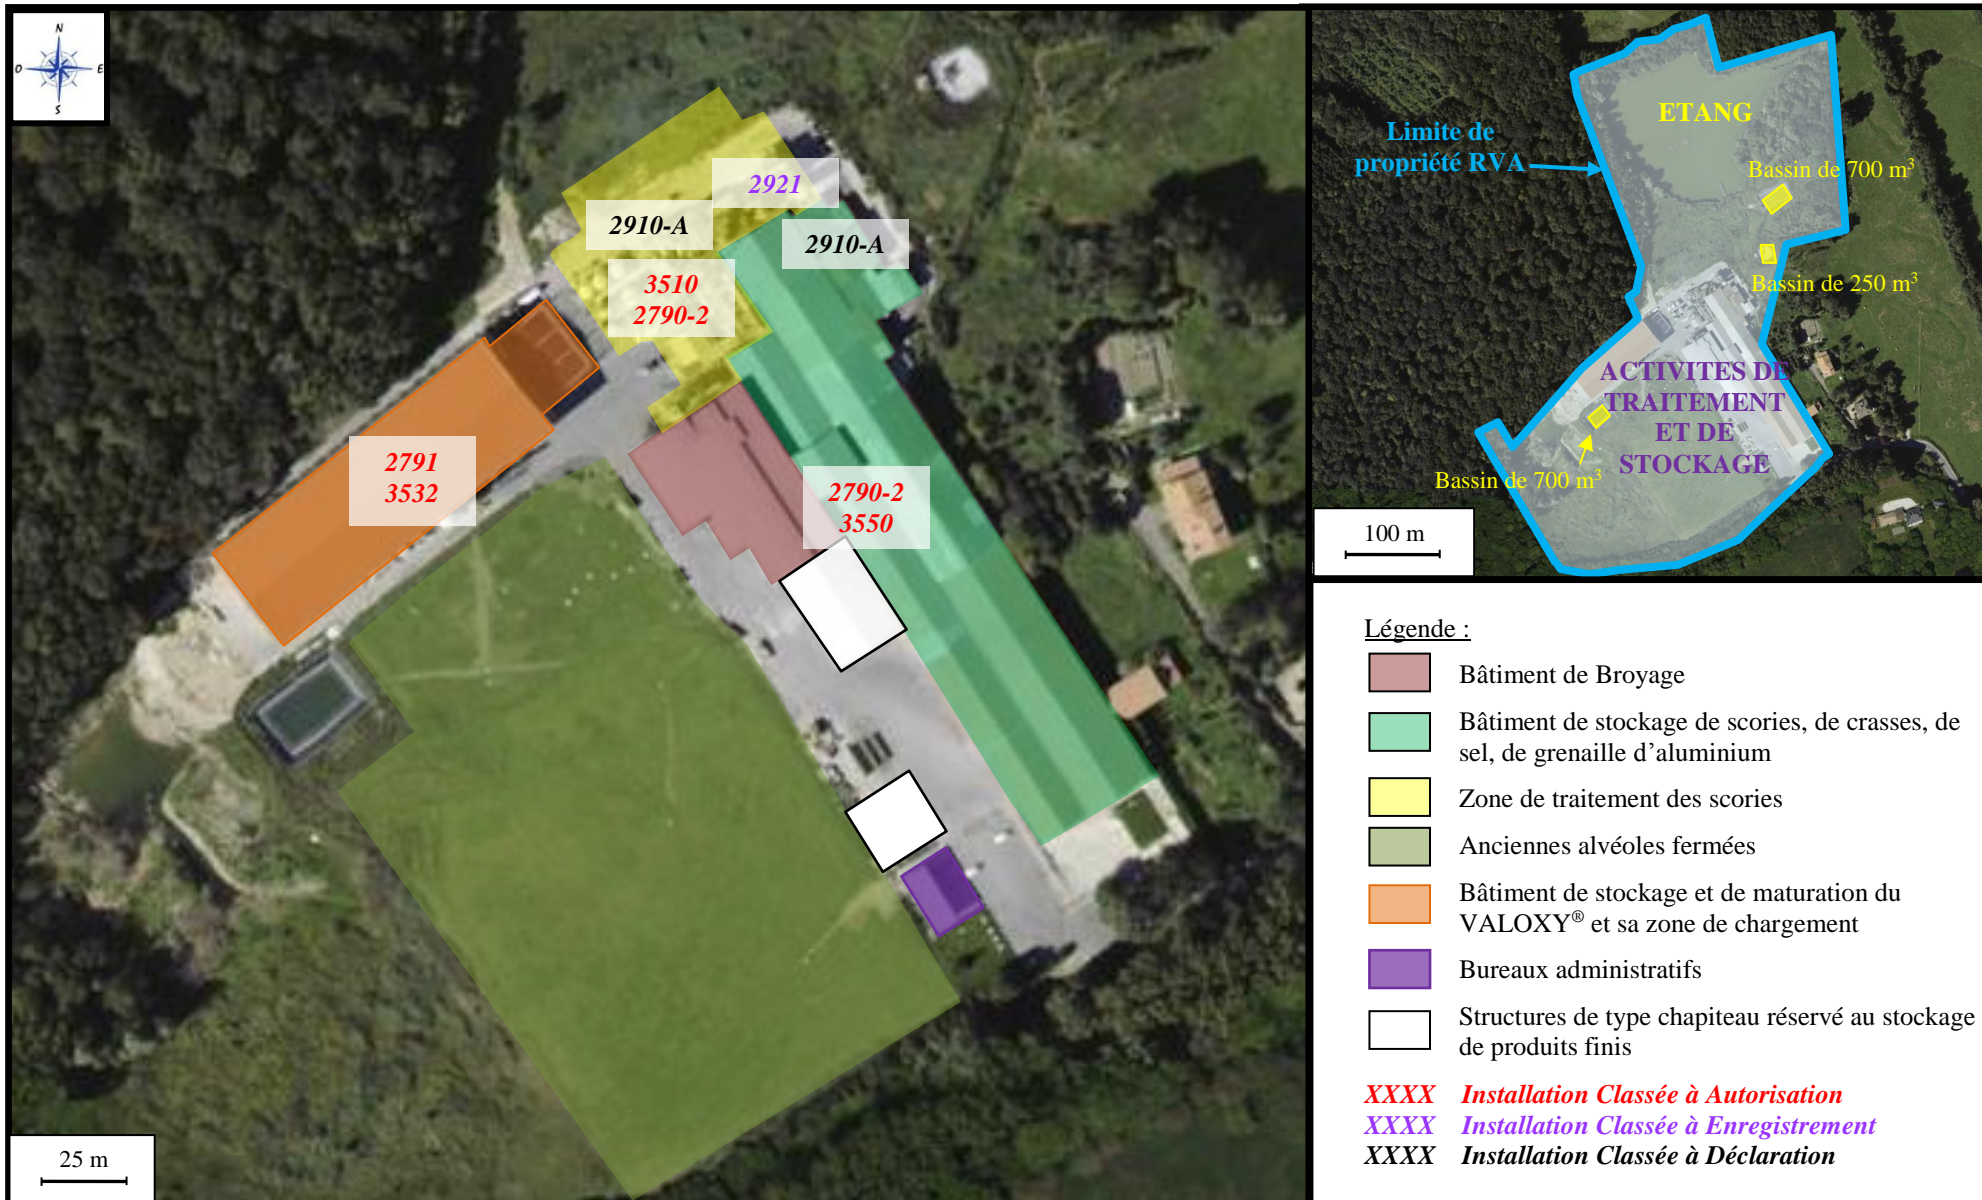 N
O E
S
2921
2910-A
2910-A
3510
2790-2
2791
3532
2790-2
3550
25 m
ETANG
Limite de
propriété RVA
Bassin de 700 m³
Bassin de 250 m³
ACTIVITES DE
TRAITEMENT
ET DE
STOCKAGE
Bassin de 700 m³
100 m
Légende :
Bâtiment de Broyage
Bâtiment de stockage de scories, de crasses, de
sel, de grenaille d’aluminium
Zone de traitement des scories
Anciennes alvéoles fermées
Bâtiment de stockage et de maturation du
VALOXY® et sa zone de chargement
Bureaux administratifs
Structures de type chapiteau réservé au stockage
de produits finis
XXXX Installation Classée à Autorisation
XXXX Installation Classée à Enregistrement
XXXX Installation Classée à Déclaration